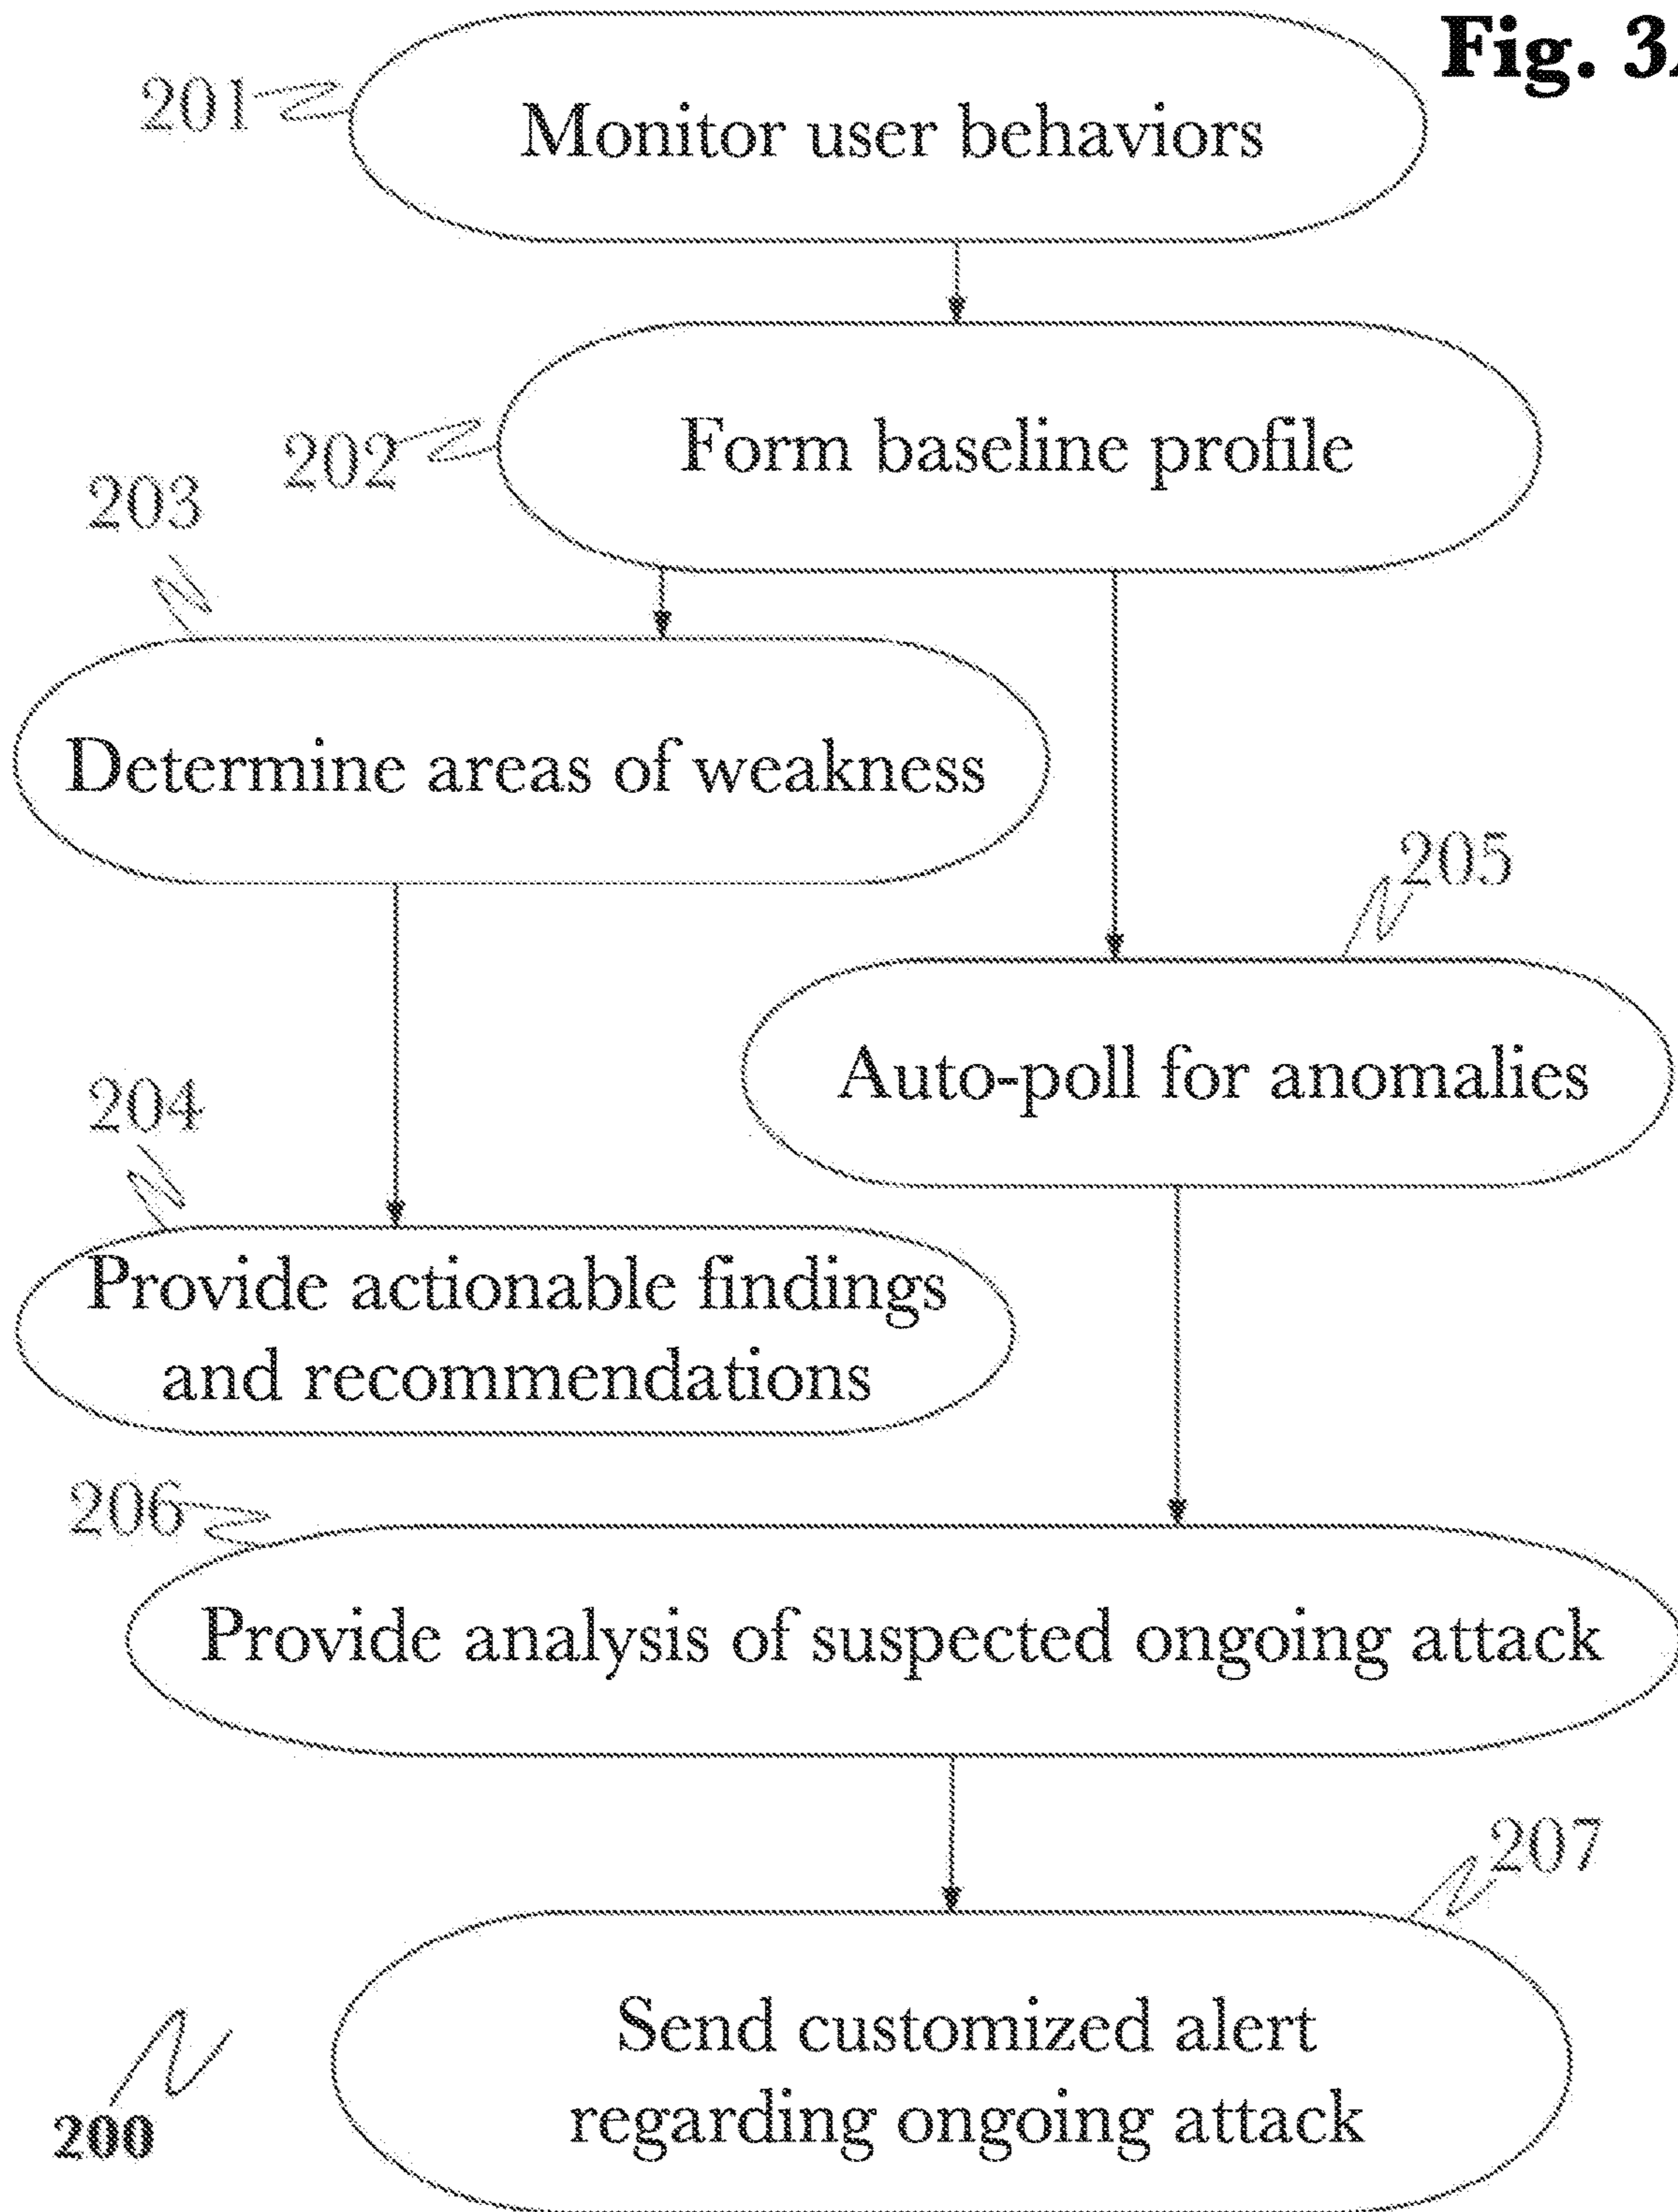 Fig. 3A
201
Monitor user behaviors
202
Form baseline profile
203
Determine areas of weakness
205
Auto-poll for anomalies
204
Provide actionable findings
and recommendations
206
Provide analysis of suspected ongoing attack
207
Send customized alert
regarding ongoing attack
200